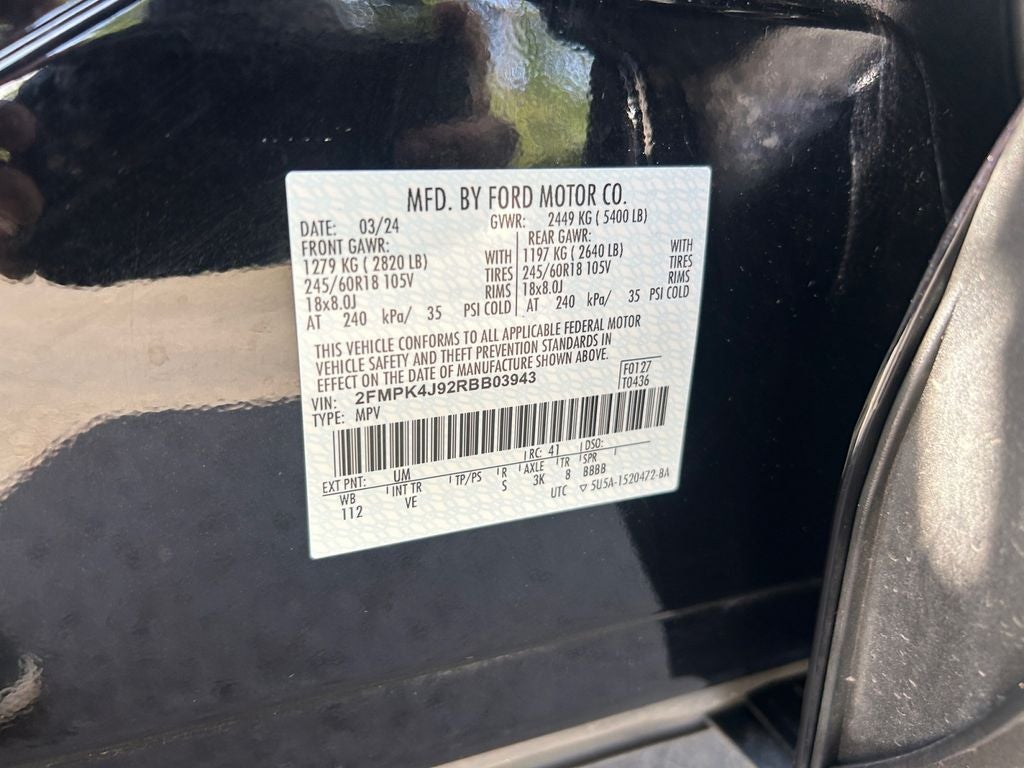 MFD. BY FORD MOTOR CO.
DATE: 03/24 GVWR: 2449 KG ( 5400 LB)
FRONT GAWR: REAR GAWR:
1279 KG ( 2820 LB) WITH 1197 KG ( 2640 LB) WITH
245/60R18 105V TIRES 245/60R18 105V TIRES
18x8.0J RIMS 18x8.0J RIMS
AT 240 kPa/ 35 PSI COLD AT 240 kPa/ 35 PSI COLD
THIS VEHICLE CONFORMS TO ALL APPLICABLE FEDERAL MOTOR
VEHICLE SAFETY AND THEFT PREVENTION STANDARDS IN
EFFECT ON THE DATE OF MANUFACTURE SHOWN ABOVE.
VIN: 2FMPK4J92RBB03943 F0127
TYPE: MPV T0436
EXT PNT: UM RC: 41 DSO:
WB INT TR TP/PS R AXLE TR SPR
112 VE S 3K 8 BBBB
UTC ▽ 5U5A-1520472-BA